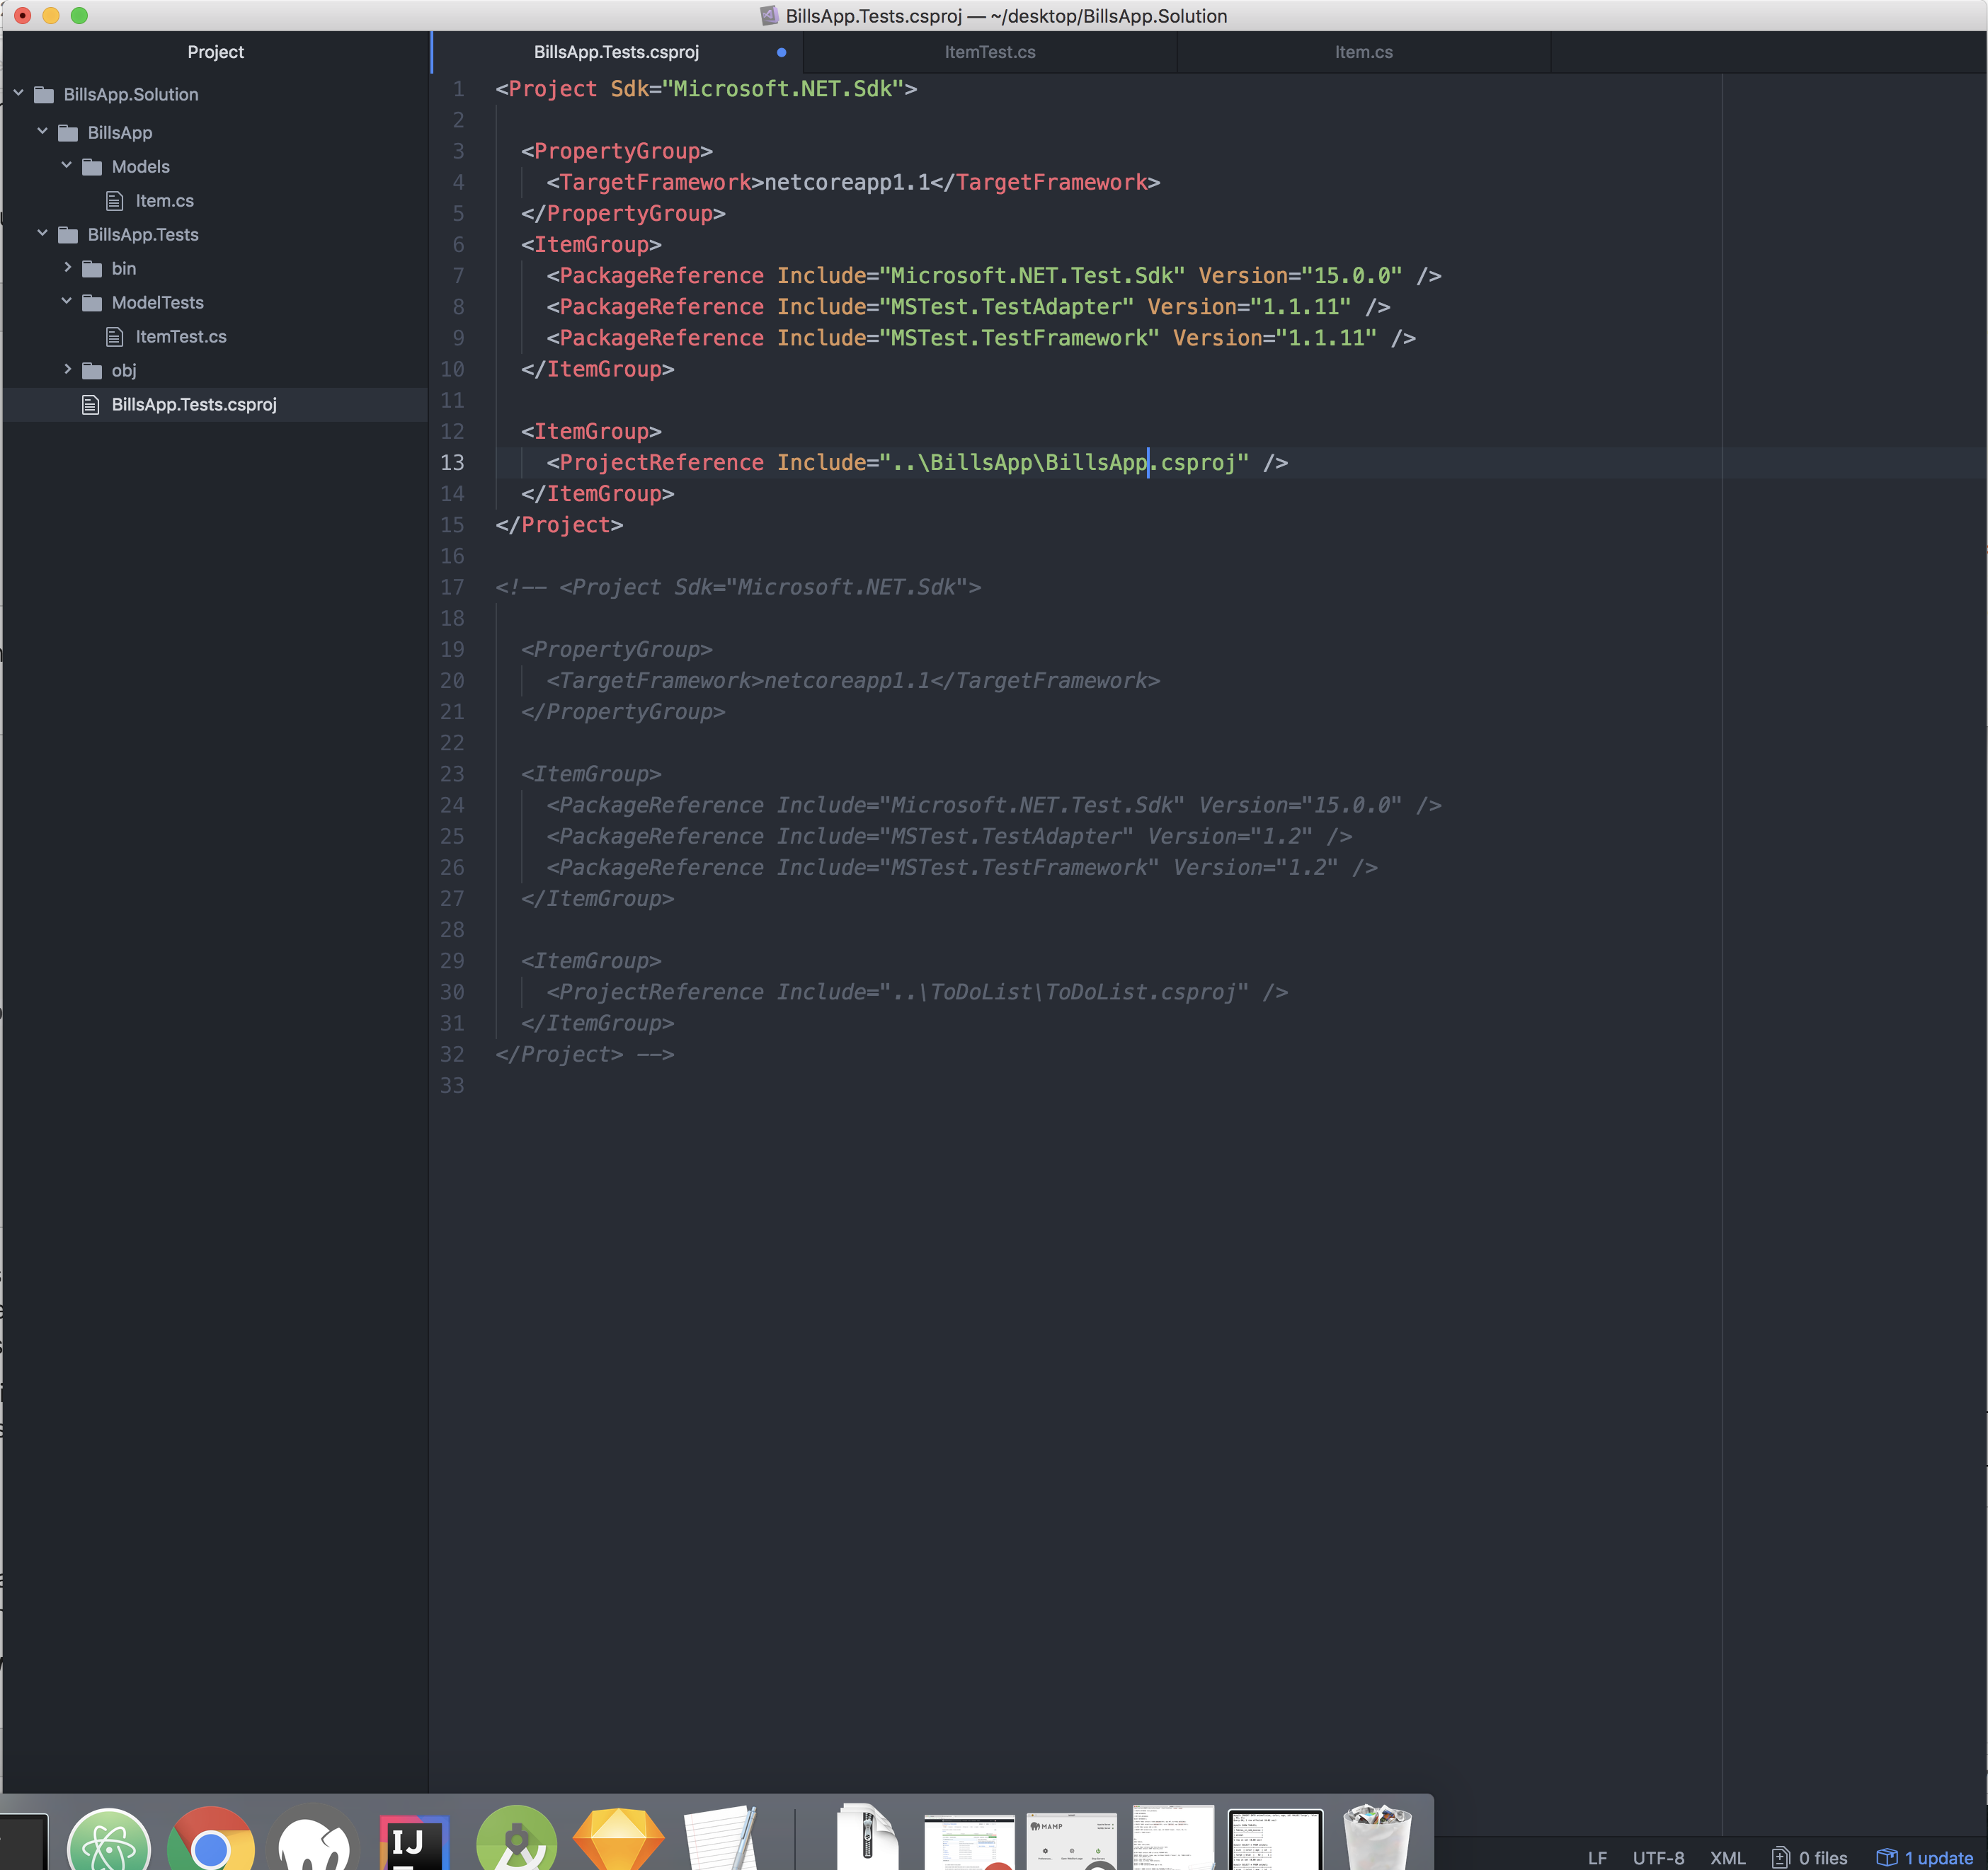 BillsApp.Tests.csproj — ~/desktop/BillsApp.Solution
Project
BillsApp.Tests.csproj
ItemTest.cs
Item.cs
BillsApp.Solution
BillsApp
Models
Item.cs
BillsApp.Tests
bin
ModelTests
ItemTest.cs
obj
BillsApp.Tests.csproj
1 <Project Sdk="Microsoft.NET.Sdk">
2
3 <PropertyGroup>
4 <TargetFramework>netcoreapp1.1</TargetFramework>
5 </PropertyGroup>
6 <ItemGroup>
7 <PackageReference Include="Microsoft.NET.Test.Sdk" Version="15.0.0" />
8 <PackageReference Include="MSTest.TestAdapter" Version="1.1.11" />
9 <PackageReference Include="MSTest.TestFramework" Version="1.1.11" />
10 </ItemGroup>
11
12 <ItemGroup>
13 <ProjectReference Include="..\BillsApp\BillsApp.csproj" />
14 </ItemGroup>
15 </Project>
16
17 <!-- <Project Sdk="Microsoft.NET.Sdk">
18
19 <PropertyGroup>
20 <TargetFramework>netcoreapp1.1</TargetFramework>
21 </PropertyGroup>
22
23 <ItemGroup>
24 <PackageReference Include="Microsoft.NET.Test.Sdk" Version="15.0.0" />
25 <PackageReference Include="MSTest.TestAdapter" Version="1.2" />
26 <PackageReference Include="MSTest.TestFramework" Version="1.2" />
27 </ItemGroup>
28
29 <ItemGroup>
30 <ProjectReference Include="..\ToDoList\ToDoList.csproj" />
31 </ItemGroup>
32 </Project> -->
33
IJ
MAMP
LF UTF-8 XML 0 files 1 update